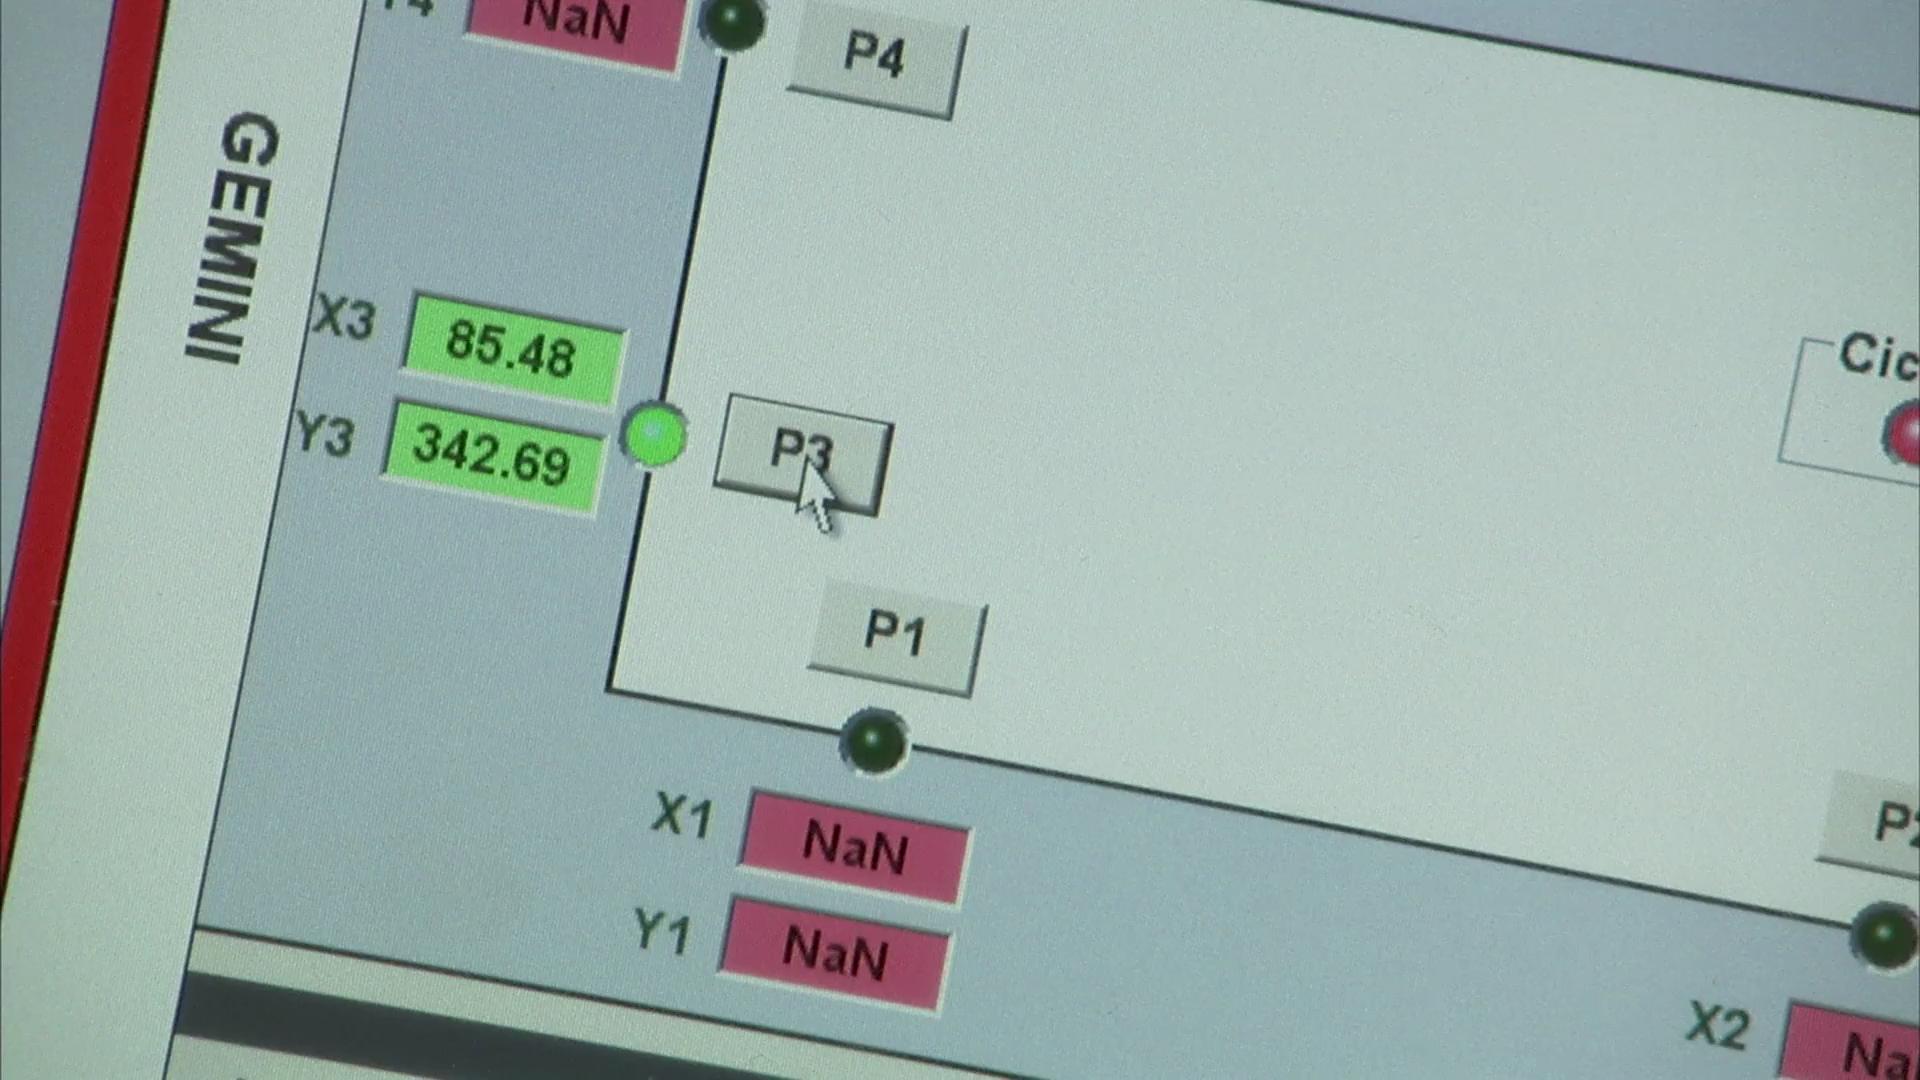 NaN
P4
GEMINI
X3 85.48
Y3 342.69
P3
Cic
P1
X1 NaN
Y1 NaN
X2